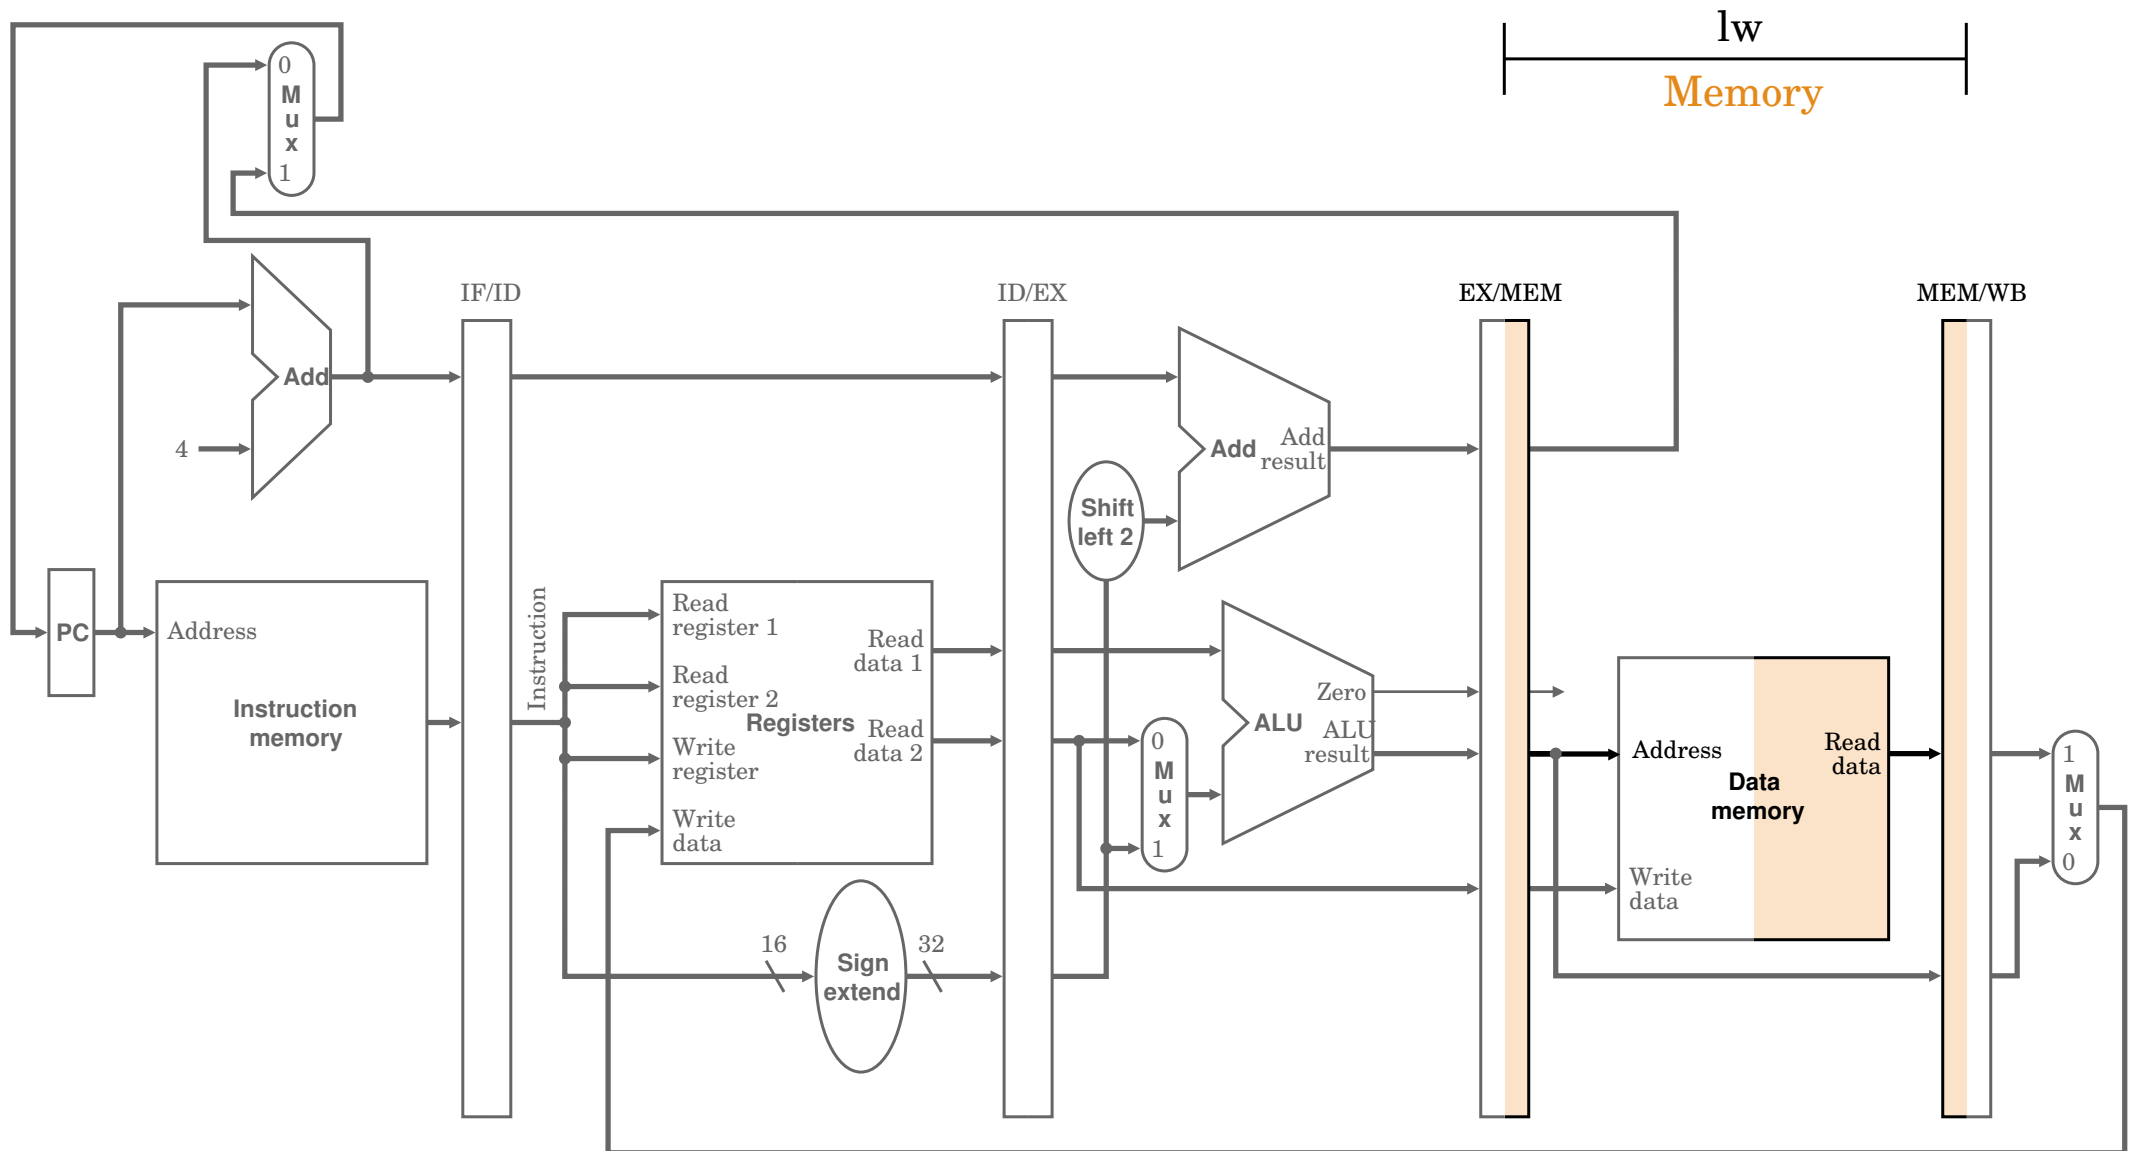 lw
Memory
0
M
u
x
1
IF/ID
ID/EX
EX/MEM
MEM/WB
Add
4
Add
Add
result
Shift
left 2
PC
Address
Instruction
memory
Instruction
Read
register 1
Read
register 2
Write
register
Write
data
Registers
Read
data 1
Read
data 2
16
Sign
extend
32
0
M
u
x
1
Zero
ALU
ALU
result
Address
Read
data
Data
memory
Write
data
1
M
u
x
0